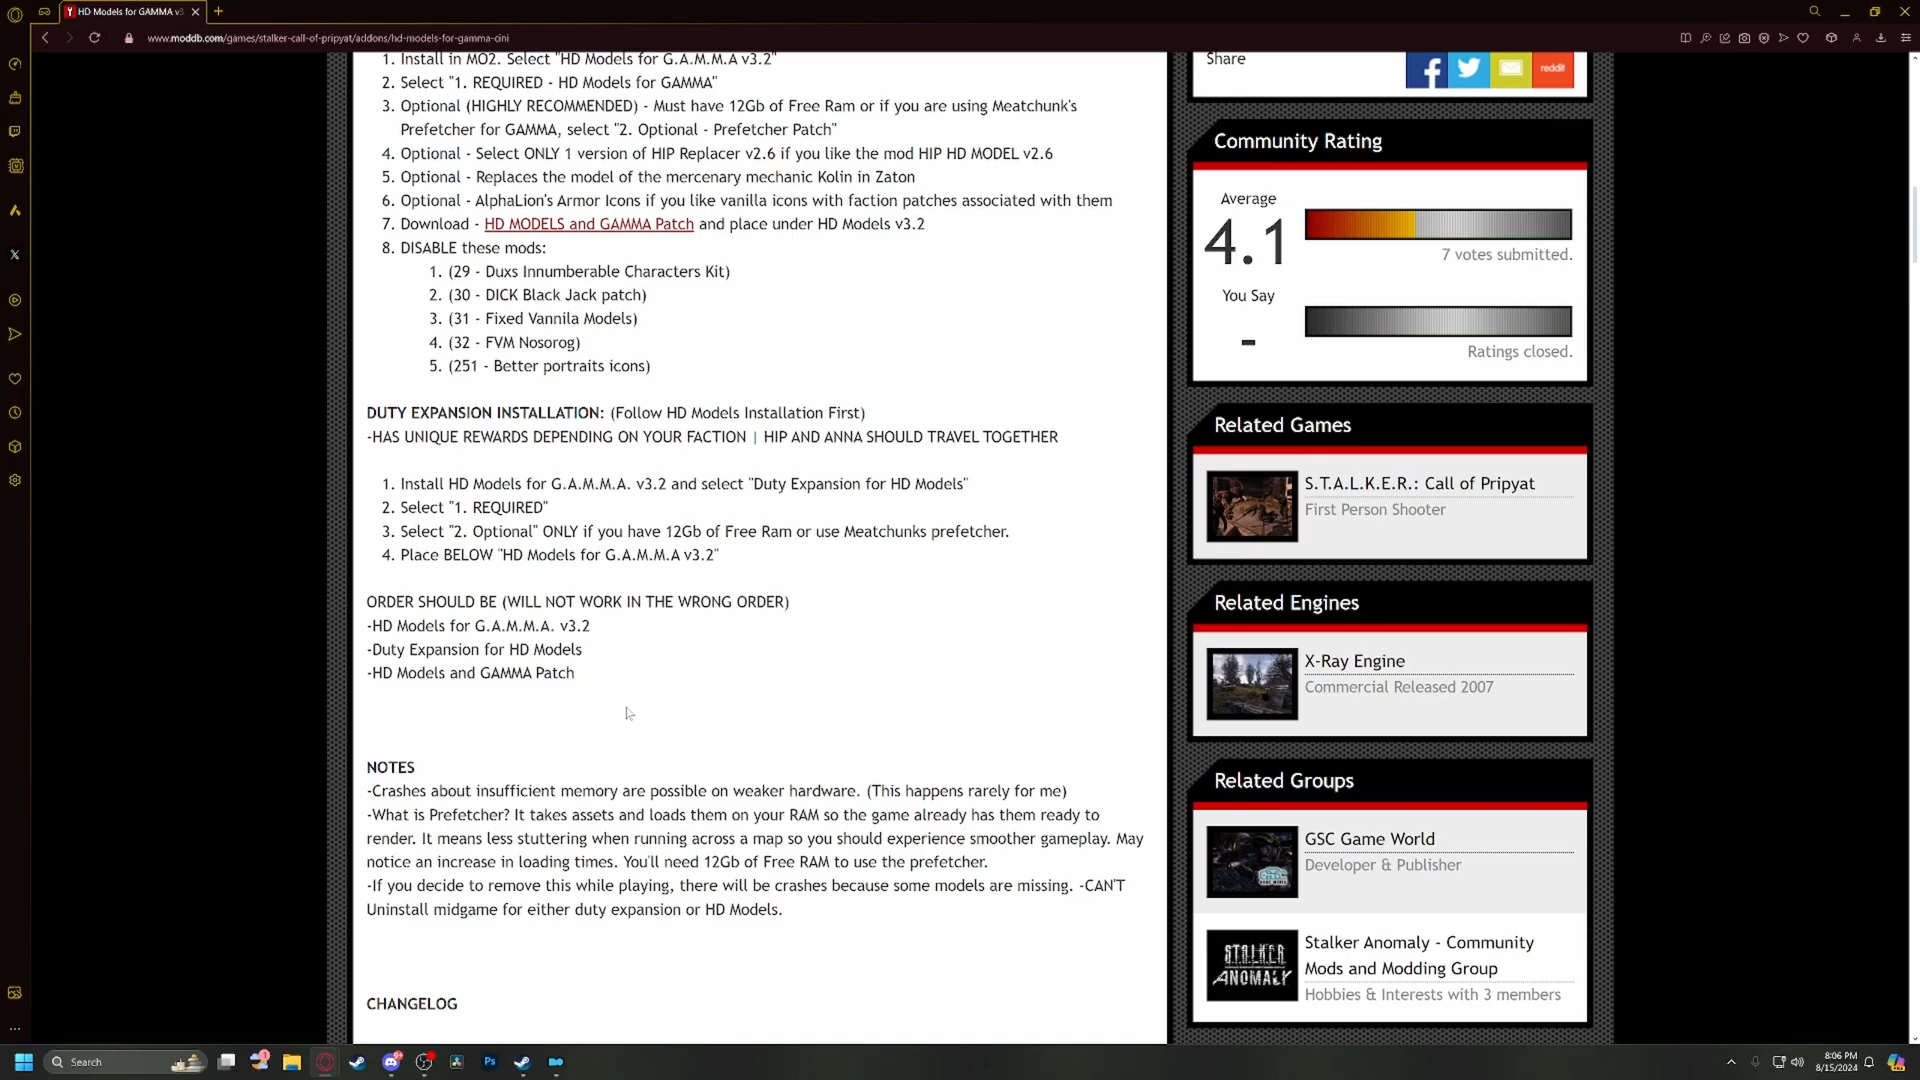 HD Models for GAMMA v3
www.moddb.com/games/stalker-call-of-pripyat/addons/hd-models-for-gamma-cini
1. Install in MO2. Select "HD Models for G.A.M.M.A v3.2"
2. Select "1. REQUIRED - HD Models for GAMMA"
3. Optional (HIGHLY RECOMMENDED) - Must have 12Gb of Free Ram or if you are using Meatchunk's
Prefetcher for GAMMA, select "2. Optional - Prefetcher Patch"
4. Optional - Select ONLY 1 version of HIP Replacer v2.6 if you like the mod HIP HD MODEL v2.6
5. Optional - Replaces the model of the mercenary mechanic Kolin in Zaton
6. Optional - AlphaLion's Armor Icons if you like vanilla icons with faction patches associated with them
7. Download - HD MODELS and GAMMA Patch and place under HD Models v3.2
8. DISABLE these mods:
1. (29 - Duxs Innumberable Characters Kit)
2. (30 - DICK Black Jack patch)
3. (31 - Fixed Vannila Models)
4. (32 - FVM Nosorog)
5. (251 - Better portraits icons)
DUTY EXPANSION INSTALLATION: (Follow HD Models Installation First)
-HAS UNIQUE REWARDS DEPENDING ON YOUR FACTION | HIP AND ANNA SHOULD TRAVEL TOGETHER
1. Install HD Models for G.A.M.M.A. v3.2 and select "Duty Expansion for HD Models"
2. Select "1. REQUIRED"
3. Select "2. Optional" ONLY if you have 12Gb of Free Ram or use Meatchunks prefetcher.
4. Place BELOW "HD Models for G.A.M.M.A v3.2"
ORDER SHOULD BE (WILL NOT WORK IN THE WRONG ORDER)
-HD Models for G.A.M.M.A. v3.2
-Duty Expansion for HD Models
-HD Models and GAMMA Patch
NOTES
-Crashes about insufficient memory are possible on weaker hardware. (This happens rarely for me)
-What is Prefetcher? It takes assets and loads them on your RAM so the game already has them ready to
render. It means less stuttering when running across a map so you should experience smoother gameplay. May
notice an increase in loading times. You'll need 12Gb of Free RAM to use the prefetcher.
-If you decide to remove this while playing, there will be crashes because some models are missing. -CAN'T
Uninstall midgame for either duty expansion or HD Models.
CHANGELOG
Share
reddit
Community Rating
Average
4.1
7 votes submitted.
You Say
-
Ratings closed.
Related Games
S.T.A.L.K.E.R.: Call of Pripyat
First Person Shooter
Related Engines
X-Ray Engine
Commercial Released 2007
Related Groups
GSC Game World
Developer & Publisher
STALKER
ANOMALY
Stalker Anomaly - Community
Mods and Modding Group
Hobbies & Interests with 3 members
Search
Ps
8:06 PM
8/15/2024